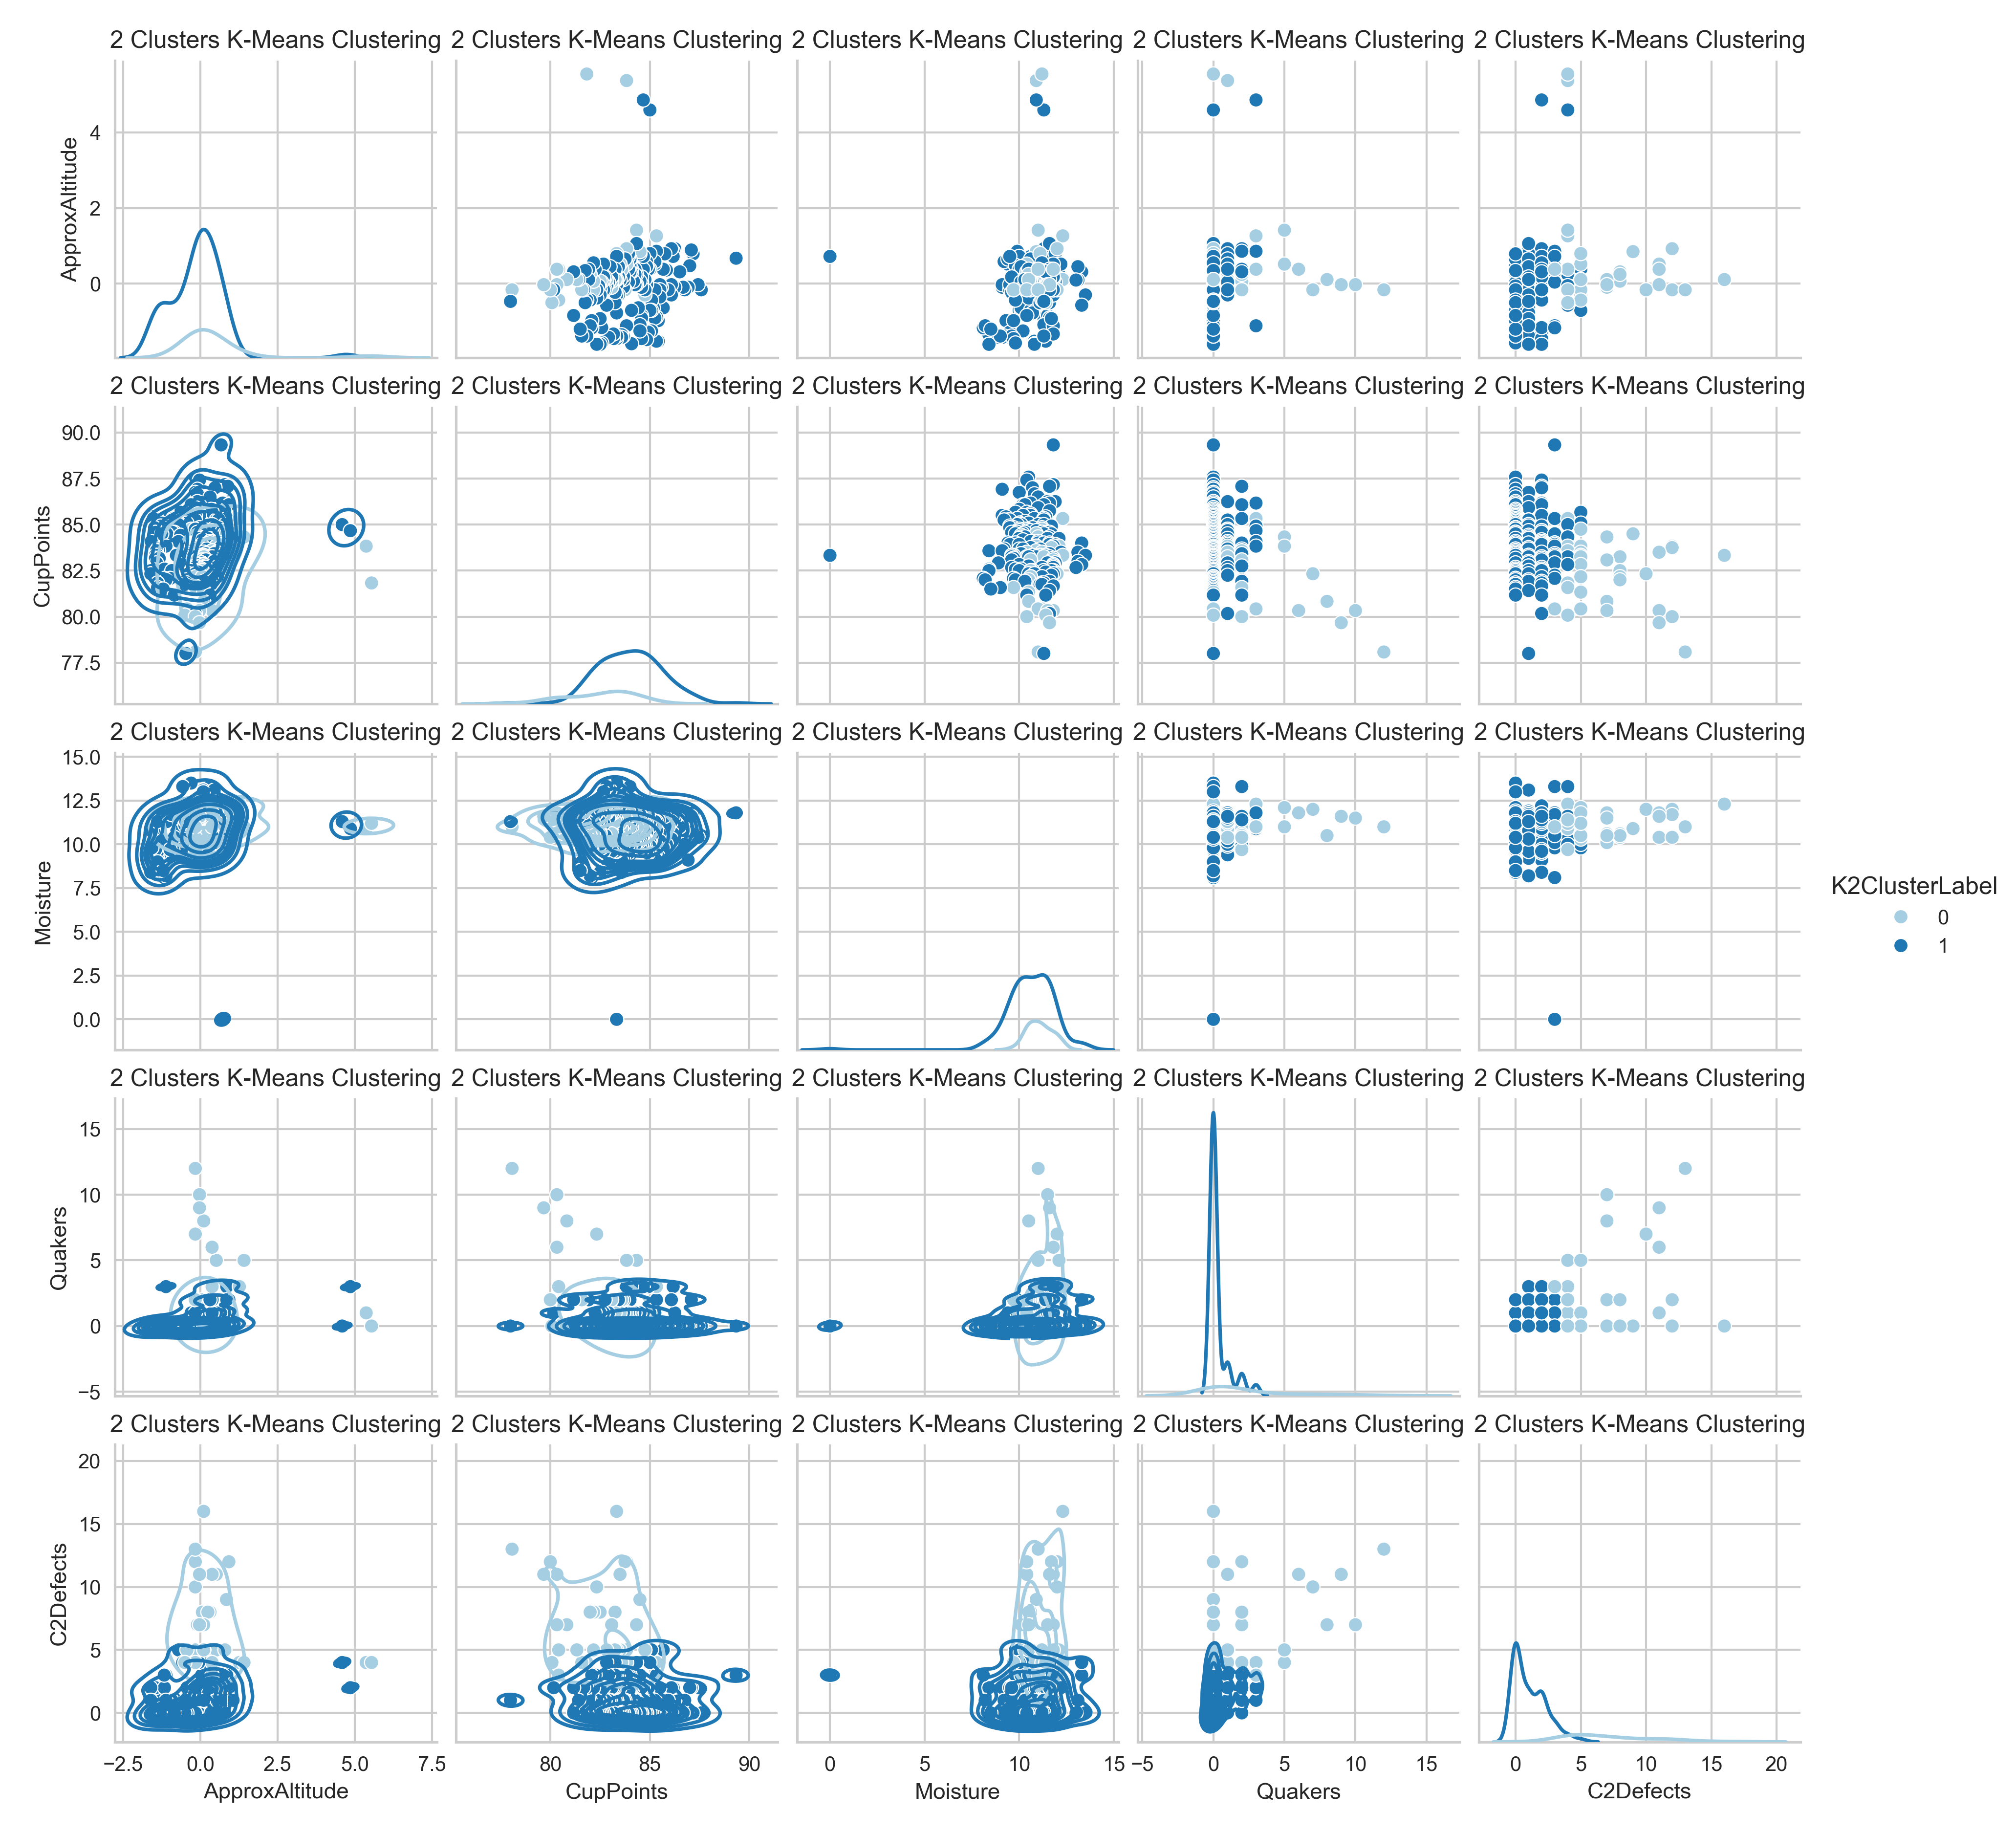 2 Clusters K-Means Clustering 2 Clusters K-Means Clustering 2 Clusters K-Means Clustering 2 Clusters K-Means Clustering 2 Clusters K-Means Clustering
4
2
0
ApproxAltitude
2 Clusters K-Means Clustering 2 Clusters K-Means Clustering 2 Clusters K-Means Clustering 2 Clusters K-Means Clustering 2 Clusters K-Means Clustering
90.0
87.5
85.0
82.5
80.0
77.5
CupPoints
2 Clusters K-Means Clustering 2 Clusters K-Means Clustering 2 Clusters K-Means Clustering 2 Clusters K-Means Clustering 2 Clusters K-Means Clustering
15.0
12.5
10.0
7.5
5.0
2.5
0.0
Moisture
K2ClusterLabel
0
1
2 Clusters K-Means Clustering 2 Clusters K-Means Clustering 2 Clusters K-Means Clustering 2 Clusters K-Means Clustering 2 Clusters K-Means Clustering
15
10
5
0
−5
Quakers
2 Clusters K-Means Clustering 2 Clusters K-Means Clustering 2 Clusters K-Means Clustering 2 Clusters K-Means Clustering 2 Clusters K-Means Clustering
20
15
10
5
0
C2Defects
−2.5 0.0 2.5 5.0 7.5 80 85 90 0 5 10 15 −5 0 5 10 15 0 5 10 15 20
ApproxAltitude CupPoints Moisture Quakers C2Defects